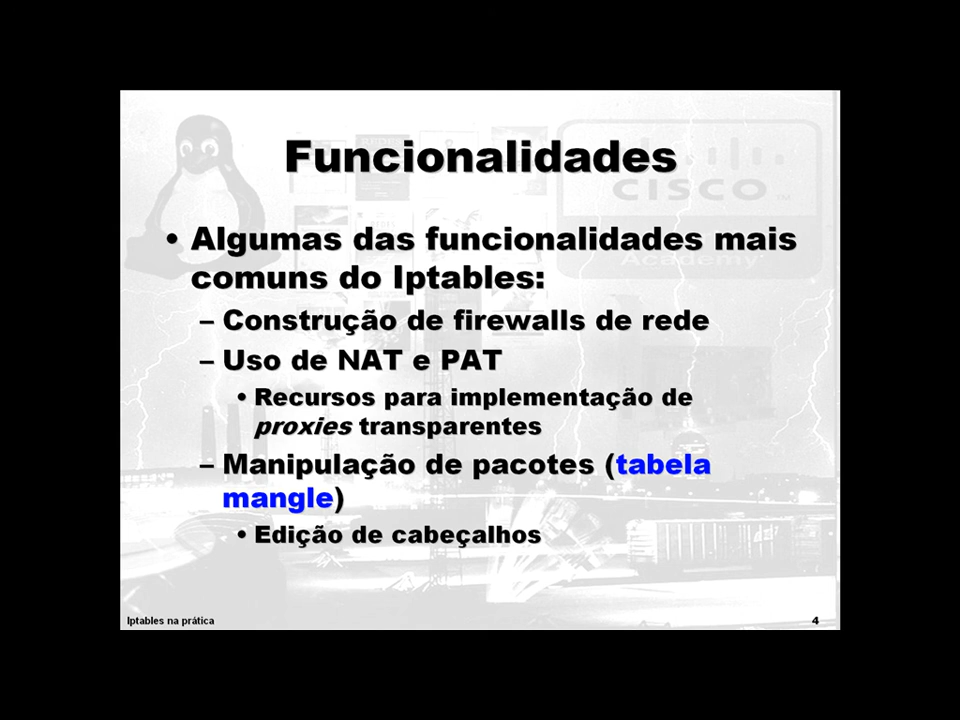 Funcionalidades
CISCO
TM
Academy
• Algumas das funcionalidades mais
comuns do Iptables:
– Construção de firewalls de rede
– Uso de NAT e PAT
• Recursos para implementação de
proxies transparentes
– Manipulação de pacotes (tabela
mangle)
• Edição de cabeçalhos
Iptables na prática
4